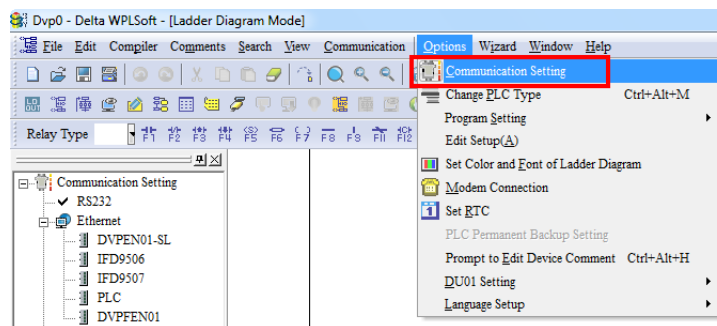 Dvp0 - Delta WPLSoft - [Ladder Diagram Mode]
File Edit Compiler Comments Search View Communication Options Wizard Window Help
Communication Setting
Change PLC Type Ctrl+Alt+M
Program Setting
Edit Setup(A)
Set Color and Font of Ladder Diagram
Modem Connection
Set RTC
PLC Permanent Backup Setting
Prompt to Edit Device Comment Ctrl+Alt+H
DU01 Setting
Language Setup
Relay Type F1 F2 F3 F4 F5 F6 F7 F8 F9 F11 F12
Communication Setting
RS232
Ethernet
DVPEN01-SL
IFD9506
IFD9507
PLC
DVPFEN01